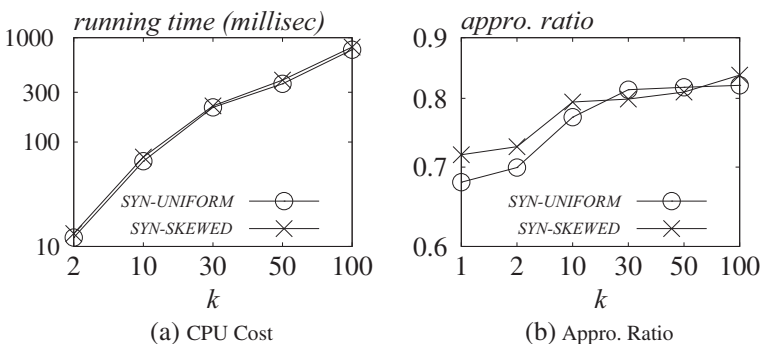 running time (millisec)
1000
300
100
10
SYN-UNIFORM
SYN-SKEWED
2 10 30 50 100
k
(a) CPU Cost
appro. ratio
0.9
0.8
0.7
0.6
SYN-UNIFORM
SYN-SKEWED
1 2 10 30 50 100
k
(b) Appro. Ratio